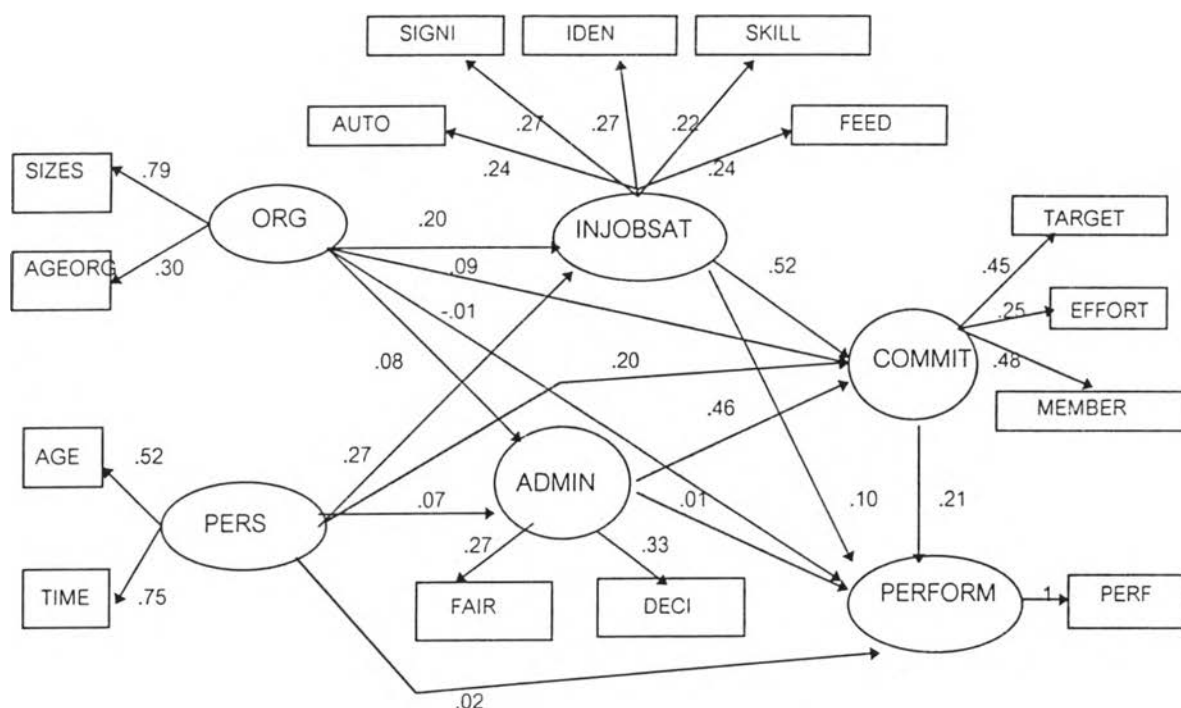 SIGNI IDEN SKILL
AUTO .27 .27 .22 FEED
.24 .24
SIZES .79
ORG INJOBSAT TARGET
.20
AGEORG .30 .09 .52 .45
-.01 .25 EFFORT
.08 .20 COMMIT .48
MEMBER
.46
AGE .52 .27
ADMIN
PERS .07 .01 .10 .21
.27 .33
TIME .75 FAIR DECI PERFORM 1 PERF
.02